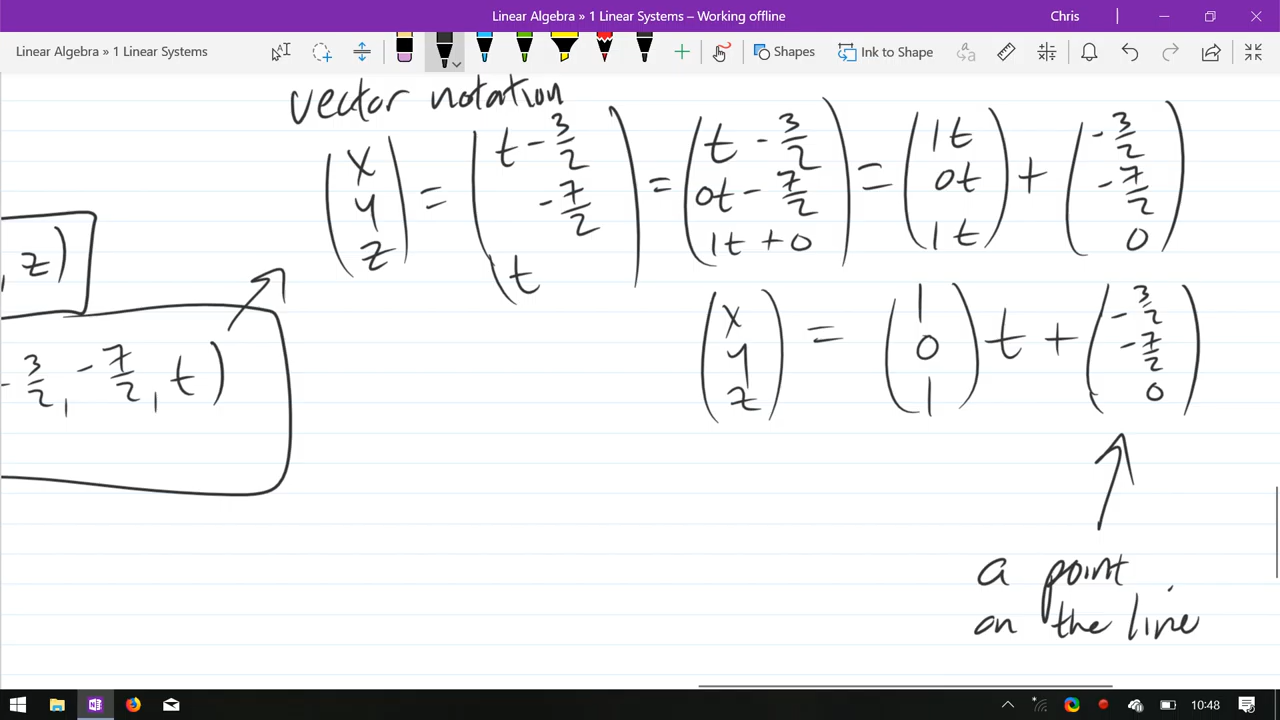 Linear Algebra » 1 Linear Systems – Working offline
Chris
Linear Algebra » 1 Linear Systems
Shapes
Ink to Shape
vector notation
(x y z) = (t - 3/2, -7/2, t) = (t - 3/2, 0t - 7/2, 1t + 0) = (1t, 0t, 1t) + (-3/2, -7/2, 0)
, z)
(x y z) = (1 0 1) t + (-3/2, -7/2, 0)
- 3/2, -7/2, t)
a point
on the line
10:48